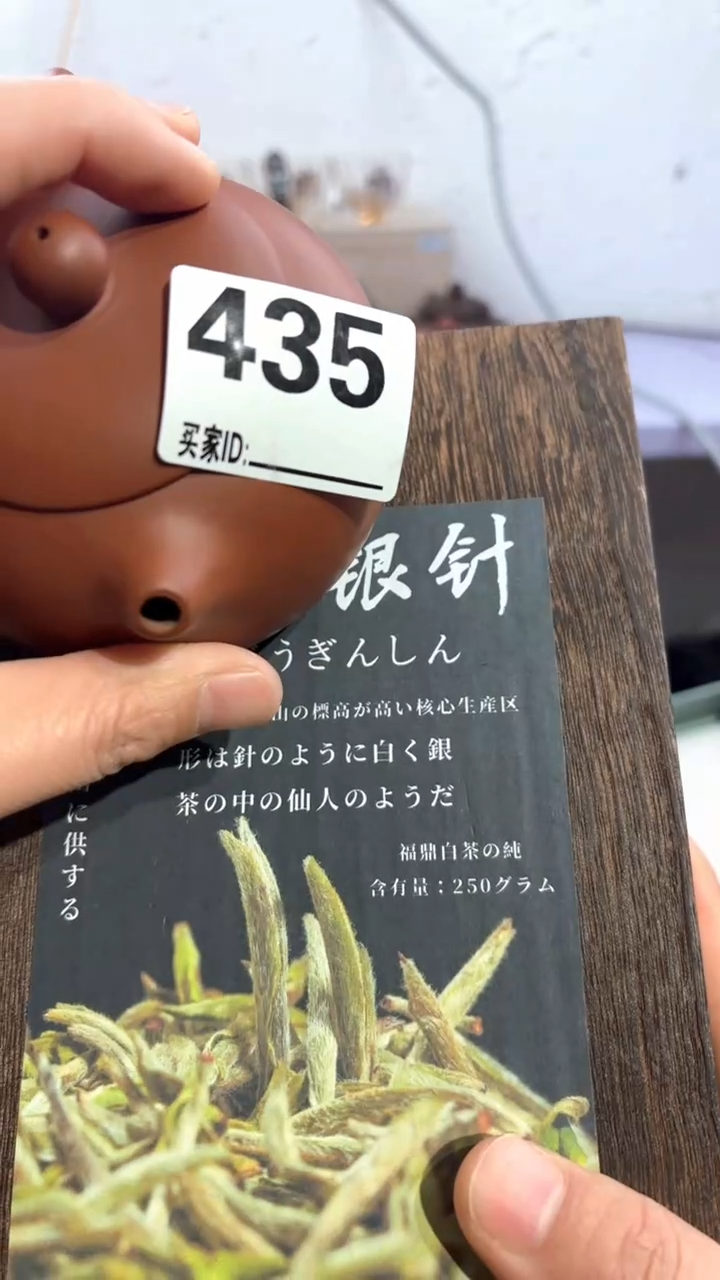 435
买家ID:
银针
うぎんしん
山の標高が高い核心生産区
形は針のように白く銀
茶の中の仙人のようだ
に供する
福鼎白茶の純
含有量：250グラム